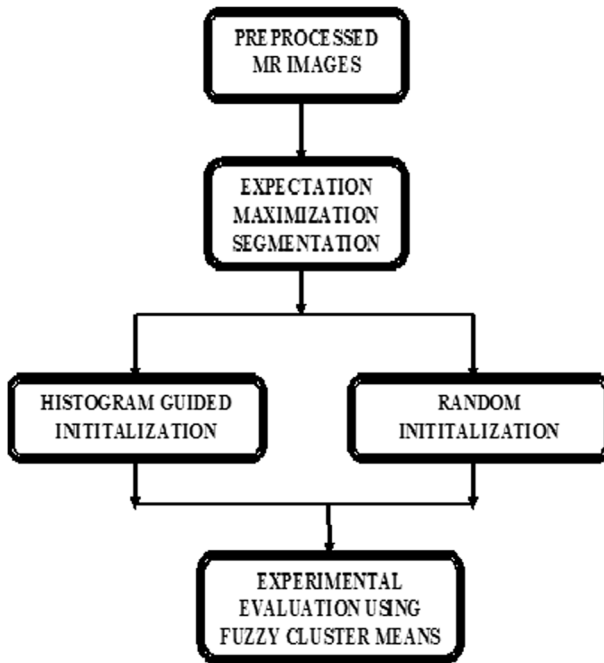 PREPROCESSED
MR IMAGES
EXPECTATION
MAXIMIZATION
SEGMENTATION
HISTOGRAM GUIDED
INITITALIZATION
RANDOM
INITITALIZATION
EXPERIMENTAL
EVALUATION USING
FUZZY CLUSTER MEANS